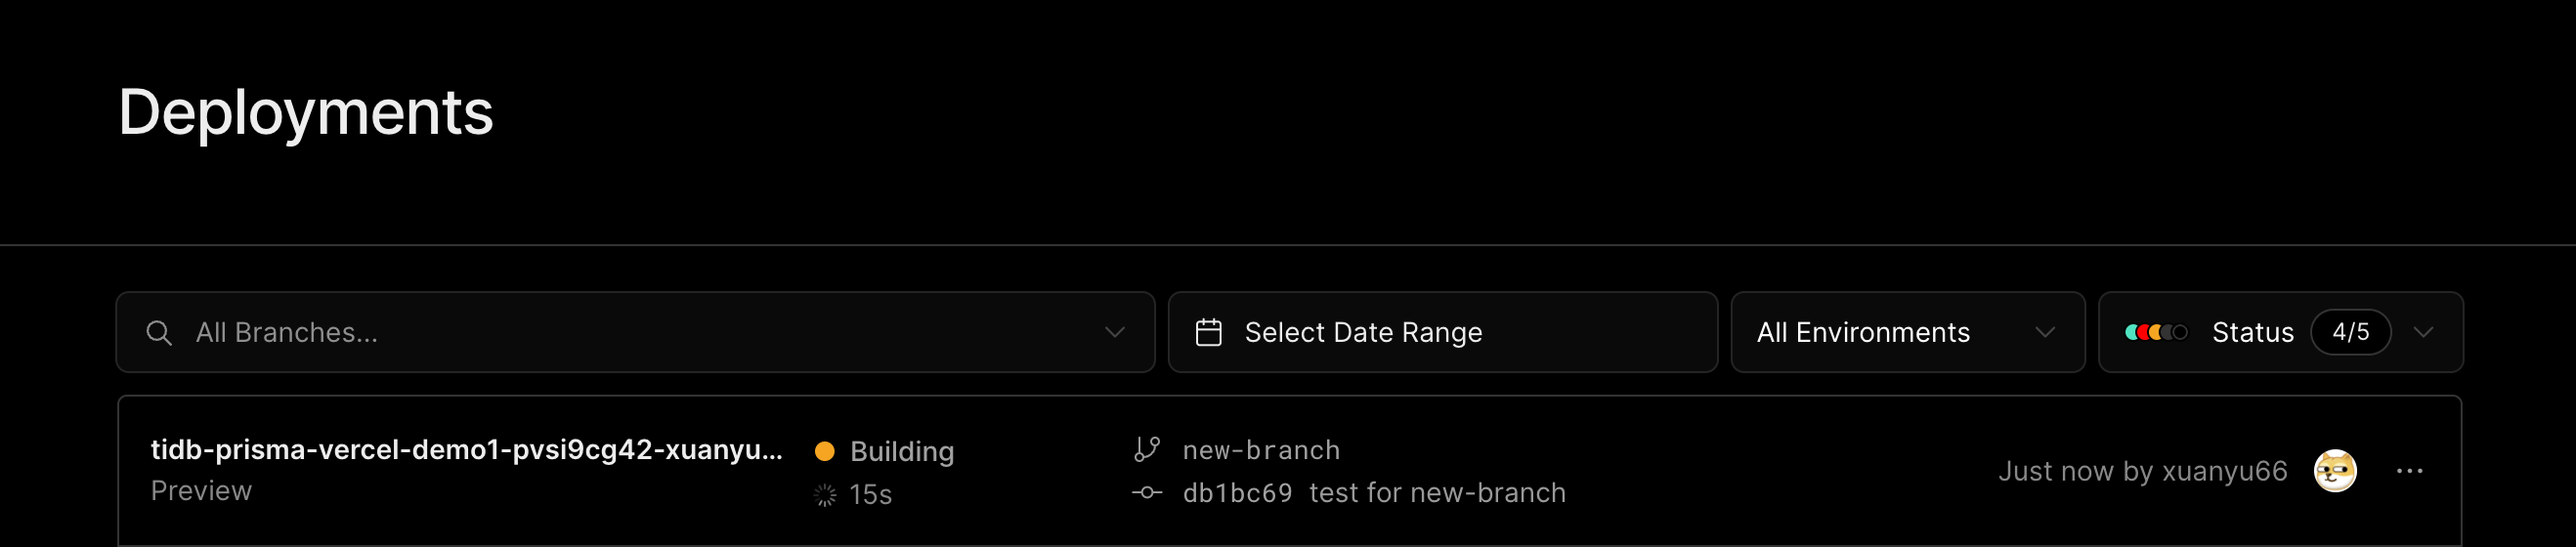 Deployments
All Branches...
Select Date Range
All Environments
Status 4/5
tidb-prisma-vercel-demo1-pvsi9cg42-xuanyu...
Preview
Building
15s
new-branch
db1bc69 test for new-branch
Just now by xuanyu66